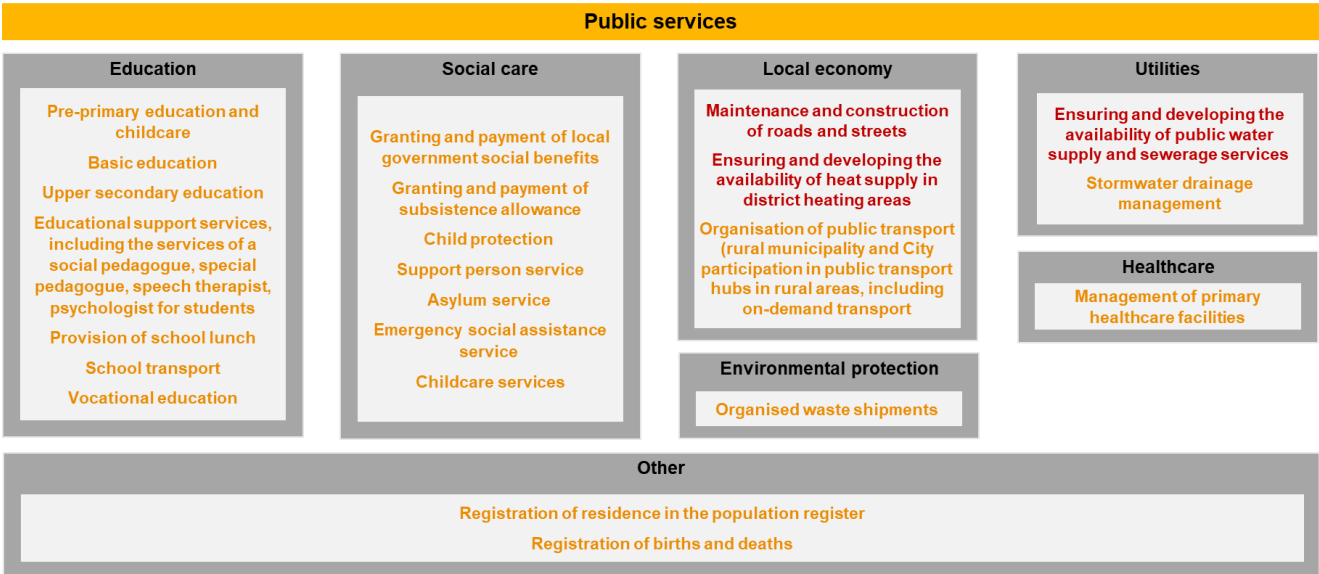 Public services
Education
Pre-primary education and
childcare
Basic education
Upper secondary education
Educational support services,
including the services of a
social pedagogue, special
pedagogue, speech therapist,
psychologist for students
Provision of school lunch
School transport
Vocational education
Social care
Granting and payment of local
government social benefits
Granting and payment of
subsistence allowance
Child protection
Support person service
Asylum service
Emergency social assistance
service
Childcare services
Local economy
Maintenance and construction
of roads and streets
Ensuring and developing the
availability of heat supply in
district heating areas
Organisation of public transport
(rural municipality and City
participation in public transport
hubs in rural areas, including
on-demand transport
Environmental protection
Organised waste shipments
Utilities
Ensuring and developing the
availability of public water
supply and sewerage services
Stormwater drainage
management
Healthcare
Management of primary
healthcare facilities
Other
Registration of residence in the population register
Registration of births and deaths